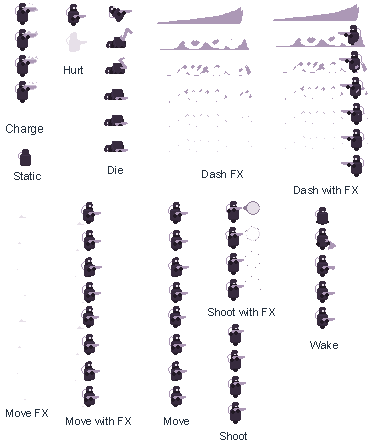 Hurt
Charge
Static
Die
Dash FX
Dash with FX
Shoot with FX
Wake
Move FX
Move with FX
Move
Shoot